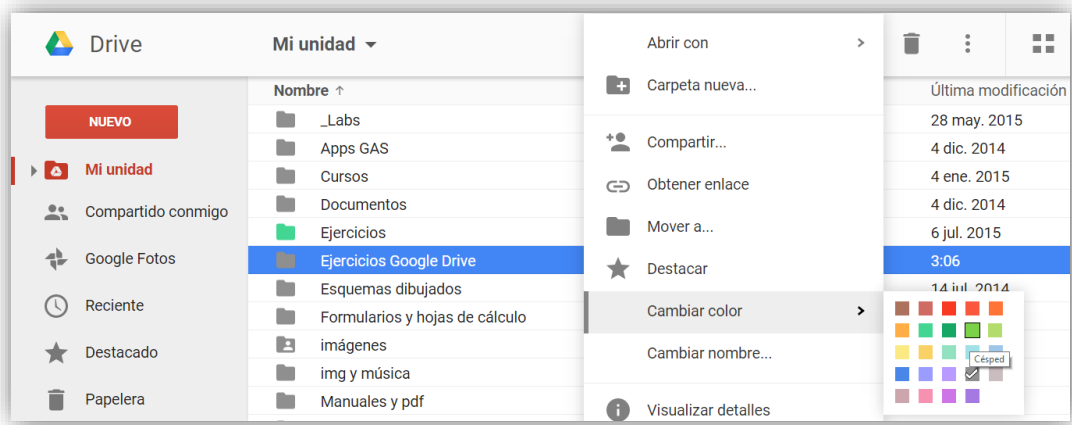 Drive
Mi unidad
NUEVO
Mi unidad
Compartido conmigo
Google Fotos
Reciente
Destacado
Papelera
Nombre ↑
Última modificación
_Labs
28 may. 2015
Apps GAS
4 dic. 2014
Cursos
4 ene. 2015
Documentos
4 dic. 2014
Ejercicios
6 jul. 2015
Ejercicios Google Drive
3:06
Esquemas dibujados
14 jul. 2014
Formularios y hojas de cálculo
imágenes
img y música
Manuales y pdf
Abrir con
Carpeta nueva...
Compartir...
Obtener enlace
Mover a...
Destacar
Cambiar color
Cambiar nombre...
Visualizar detalles
Césped